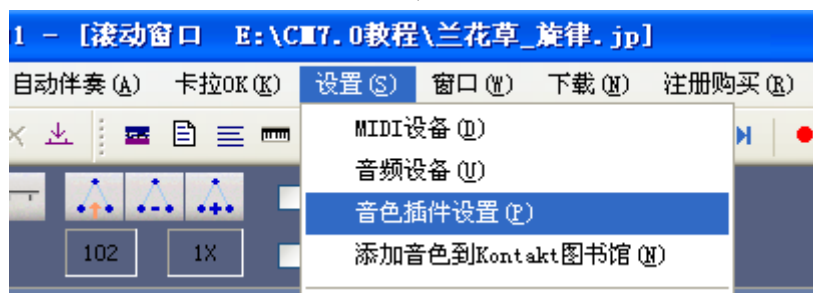 1 - [滚动窗口 E:\CM7.0教程\兰花草_旋律.jp]
自动伴奏(A) 卡拉OK(K) 设置(S) 窗口(W) 下载(N) 注册购买(R)
MIDI设备(D)
音频设备(U)
音色插件设置(P)
102 1X 添加音色到Kontakt图书馆(N)